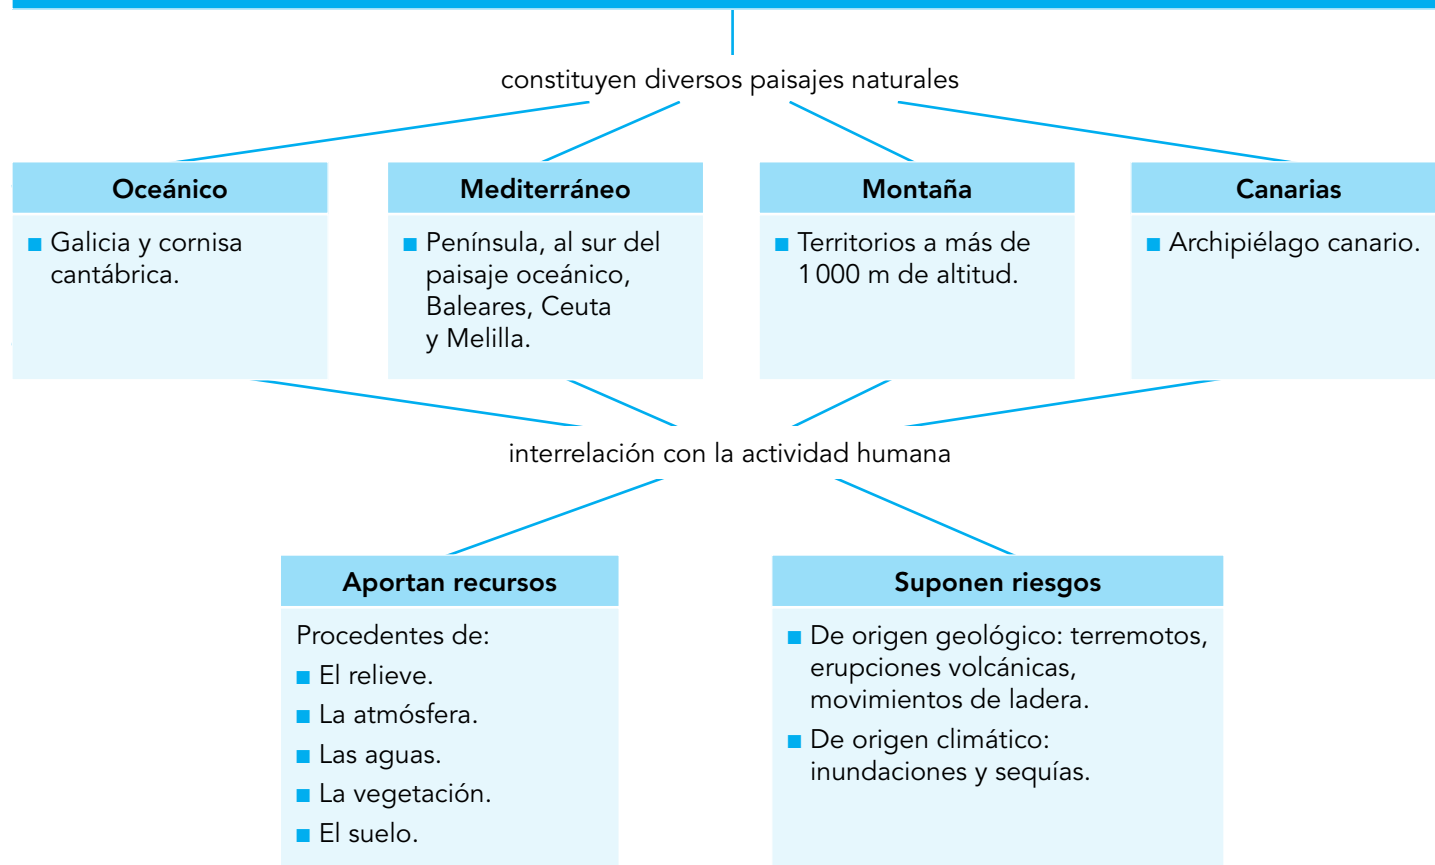 constituyen diversos paisajes naturales
Oceánico
■ Galicia y cornisa
cantábrica.
Mediterráneo
■ Península, al sur del
paisaje oceánico,
Baleares, Ceuta
y Melilla.
Montaña
■ Territorios a más de
1 000 m de altitud.
Canarias
■ Archipiélago canario.
interrelación con la actividad humana
Aportan recursos
Procedentes de:
■ El relieve.
■ La atmósfera.
■ Las aguas.
■ La vegetación.
■ El suelo.
Suponen riesgos
■ De origen geológico: terremotos,
erupciones volcánicas,
movimientos de ladera.
■ De origen climático:
inundaciones y sequías.